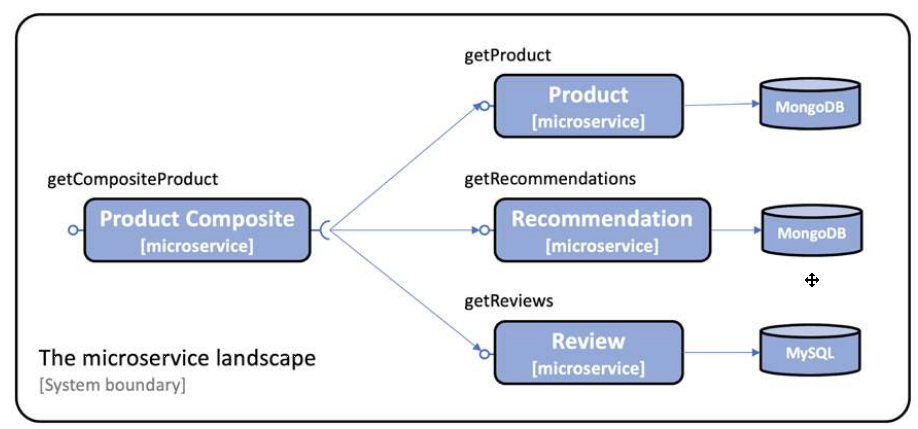 getProduct
Product
[microservice]
MongoDB
getCompositeProduct
Product Composite
[microservice]
getRecommendations
Recommendation
[microservice]
MongoDB
getReviews
Review
[microservice]
MySQL
The microservice landscape
[System boundary]